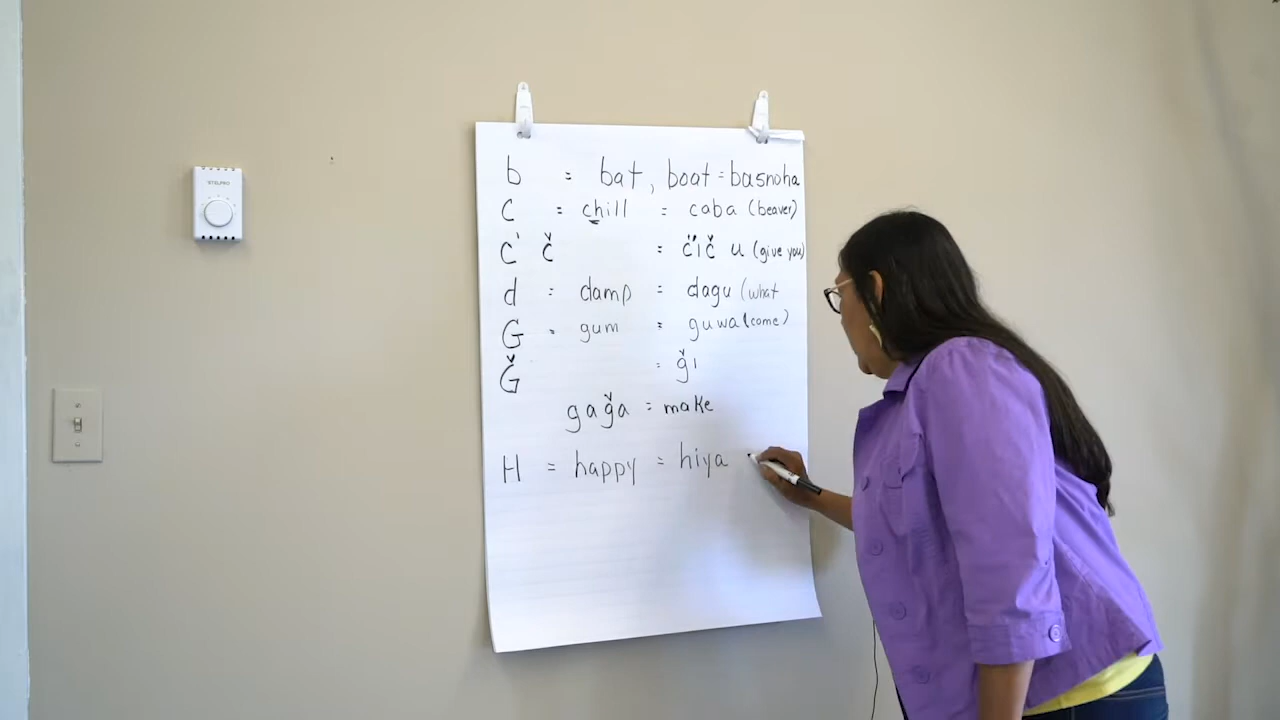 STELPRO
b = bat, boat = basnoha
C = chill = caba (beaver)
C' č = č'ič u (give you)
d = damp = dagu (what
G = gum = guwa (come)
Ǧ = ǧi
gaǧa = make
H = happy = hiya